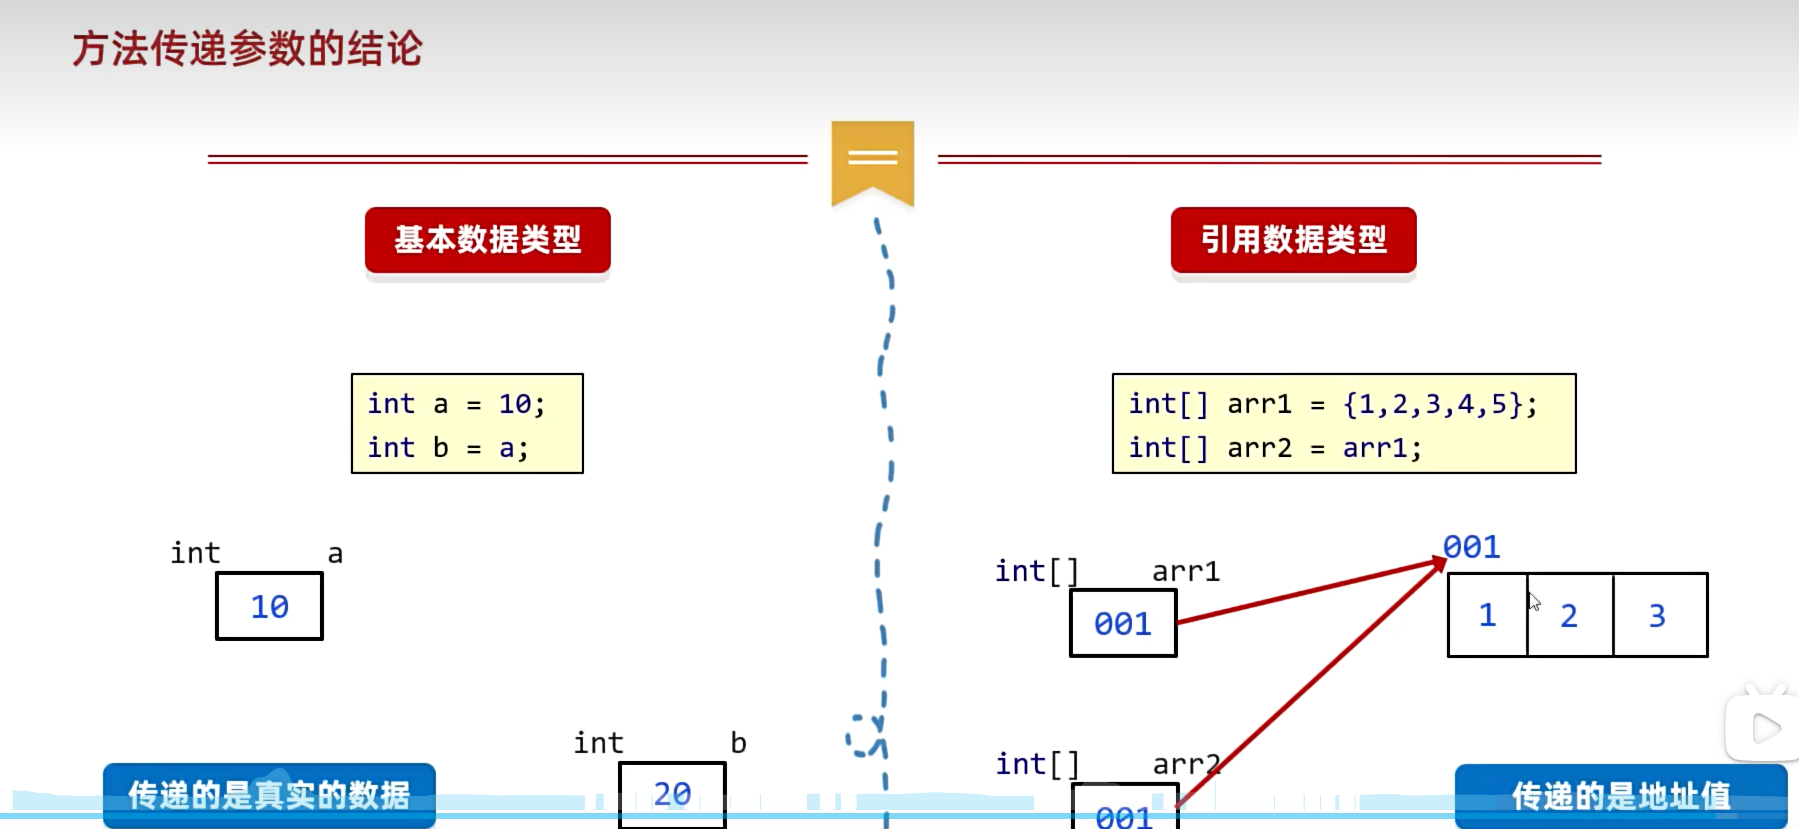 方法传递参数的结论
基本数据类型
引用数据类型
int a = 10;
int b = a;
int[] arr1 = {1,2,3,4,5};
int[] arr2 = arr1;
int a
10
int b
20
传递的是真实的数据
int[] arr1
001
001
1 2 3
int[] arr2
001
传递的是地址值